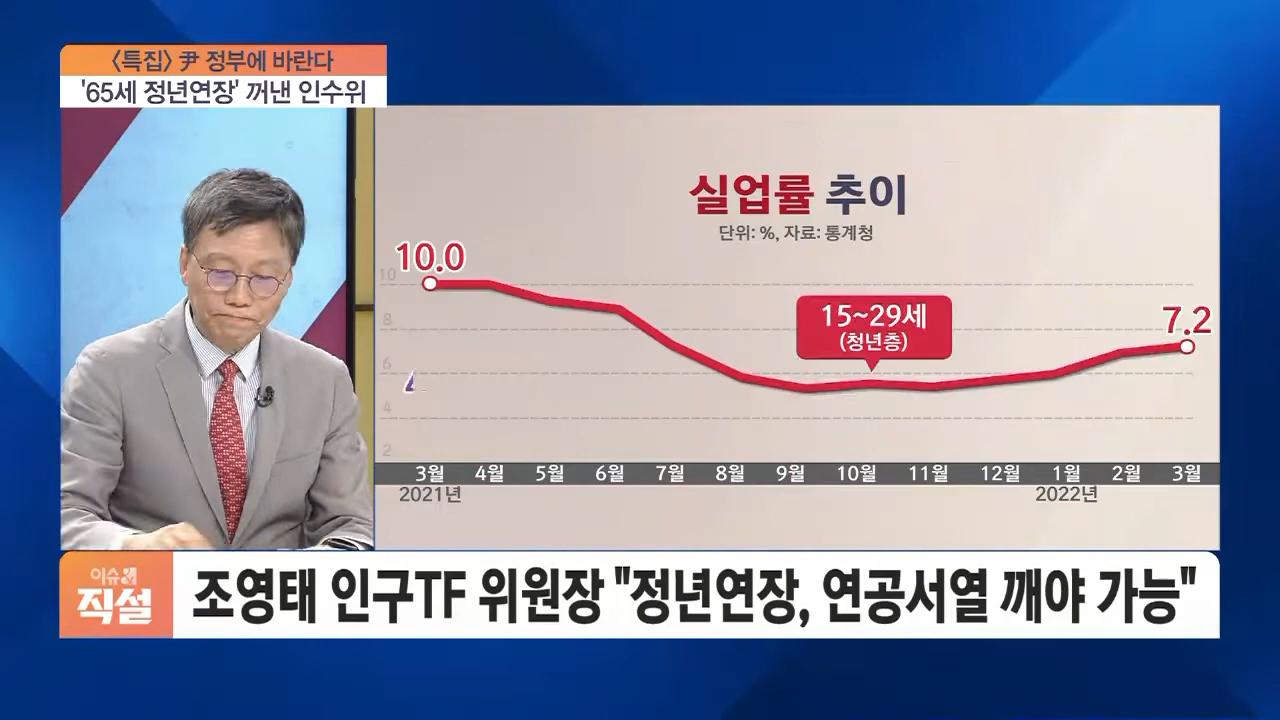 〈특집〉 尹 정부에 바란다
'65세 정년연장' 꺼낸 인수위
실업률 추이
단위: %, 자료: 통계청
10.0
10
8
6
4
2
15~29세
(청년층)
7.2
3월 4월 5월 6월 7월 8월 9월 10월 11월 12월 1월 2월 3월
2021년 2022년
이슈&
직설
조영태 인구TF 위원장 "정년연장, 연공서열 깨야 가능"